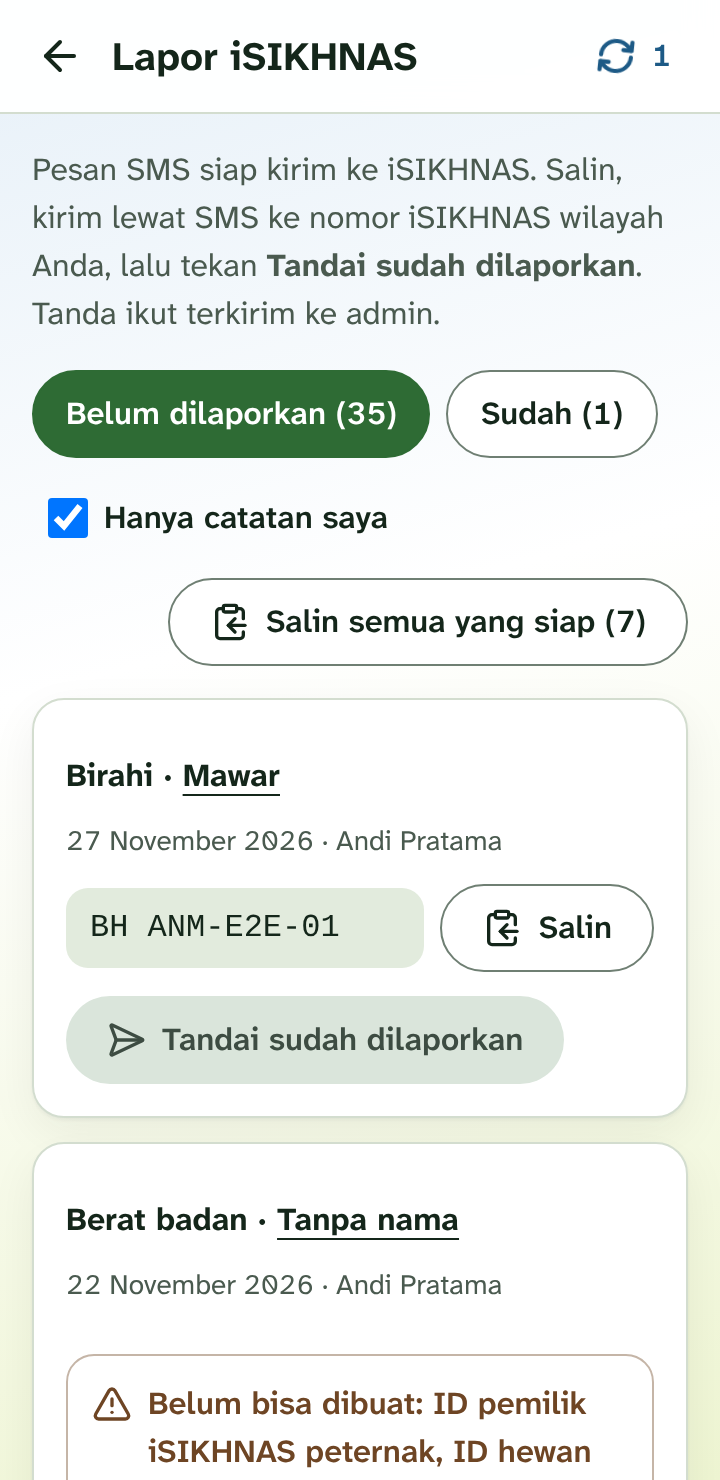 Lapor iSIKHNAS
1
Pesan SMS siap kirim ke iSIKHNAS. Salin,
kirim lewat SMS ke nomor iSIKHNAS wilayah
Anda, lalu tekan Tandai sudah dilaporkan.
Tanda ikut terkirim ke admin.
Belum dilaporkan (35)
Sudah (1)
Hanya catatan saya
Salin semua yang siap (7)
Birahi · Mawar
27 November 2026 · Andi Pratama
BH ANM-E2E-01
Salin
Tandai sudah dilaporkan
Berat badan · Tanpa nama
22 November 2026 · Andi Pratama
Belum bisa dibuat: ID pemilik
iSIKHNAS peternak, ID hewan